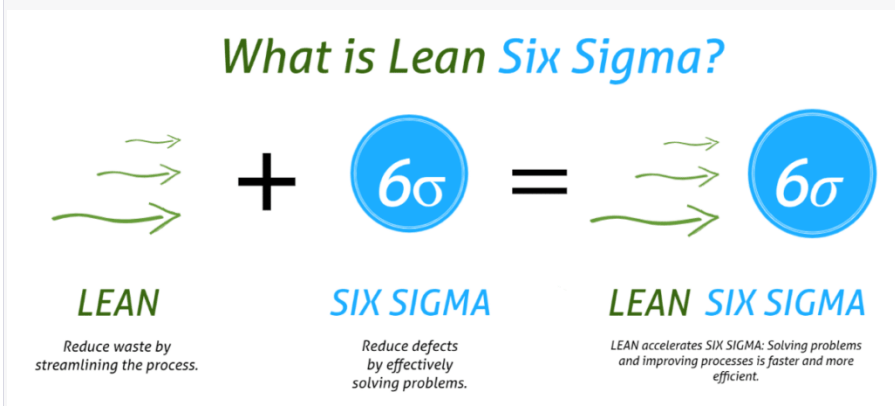 What is Lean Six Sigma?
+
6σ
=
6σ
LEAN
Reduce waste by
streamlining the process.
SIX SIGMA
Reduce defects
by effectively
solving problems.
LEAN SIX SIGMA
LEAN accelerates SIX SIGMA: Solving problems
and improving processes is faster and more
efficient.